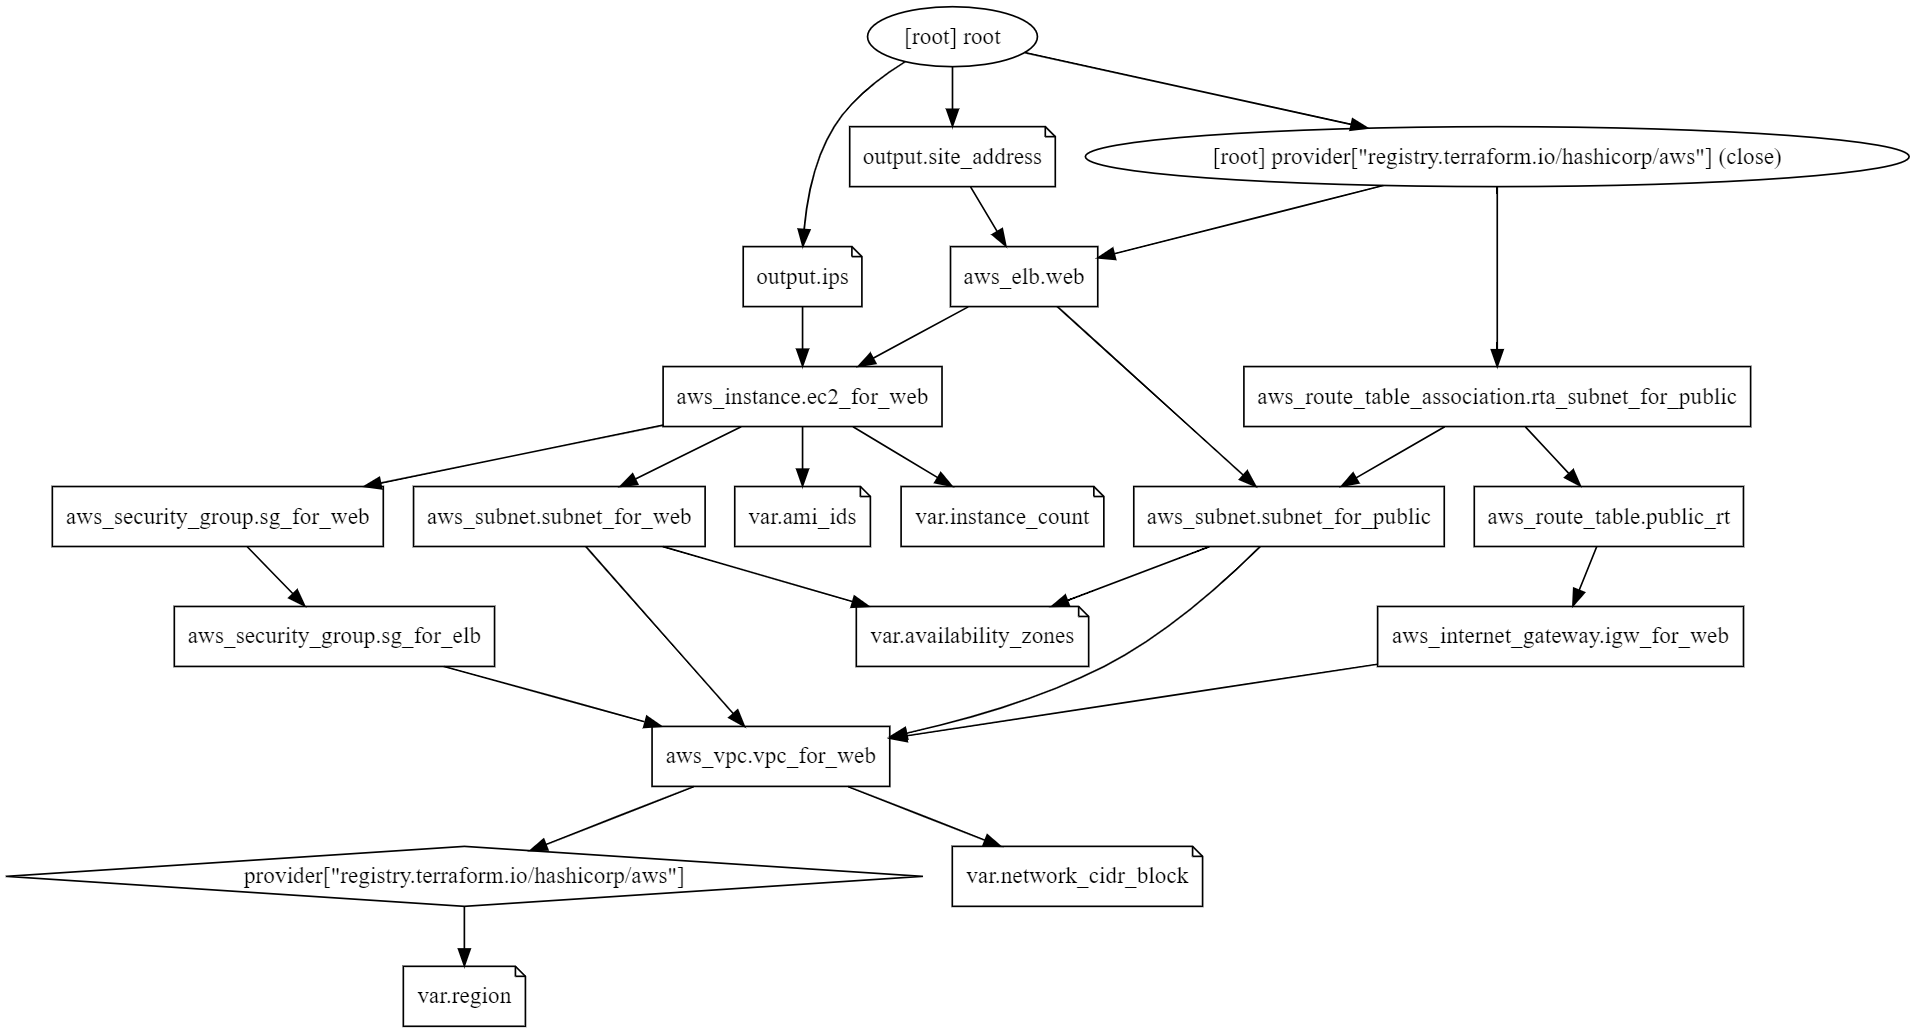 [root] root
output.site_address
[root] provider["registry.terraform.io/hashicorp/aws"] (close)
output.ips
aws_elb.web
aws_instance.ec2_for_web
aws_route_table_association.rta_subnet_for_public
aws_security_group.sg_for_web
aws_subnet.subnet_for_web
var.ami_ids
var.instance_count
aws_subnet.subnet_for_public
aws_route_table.public_rt
aws_security_group.sg_for_elb
var.availability_zones
aws_internet_gateway.igw_for_web
aws_vpc.vpc_for_web
provider["registry.terraform.io/hashicorp/aws"]
var.network_cidr_block
var.region